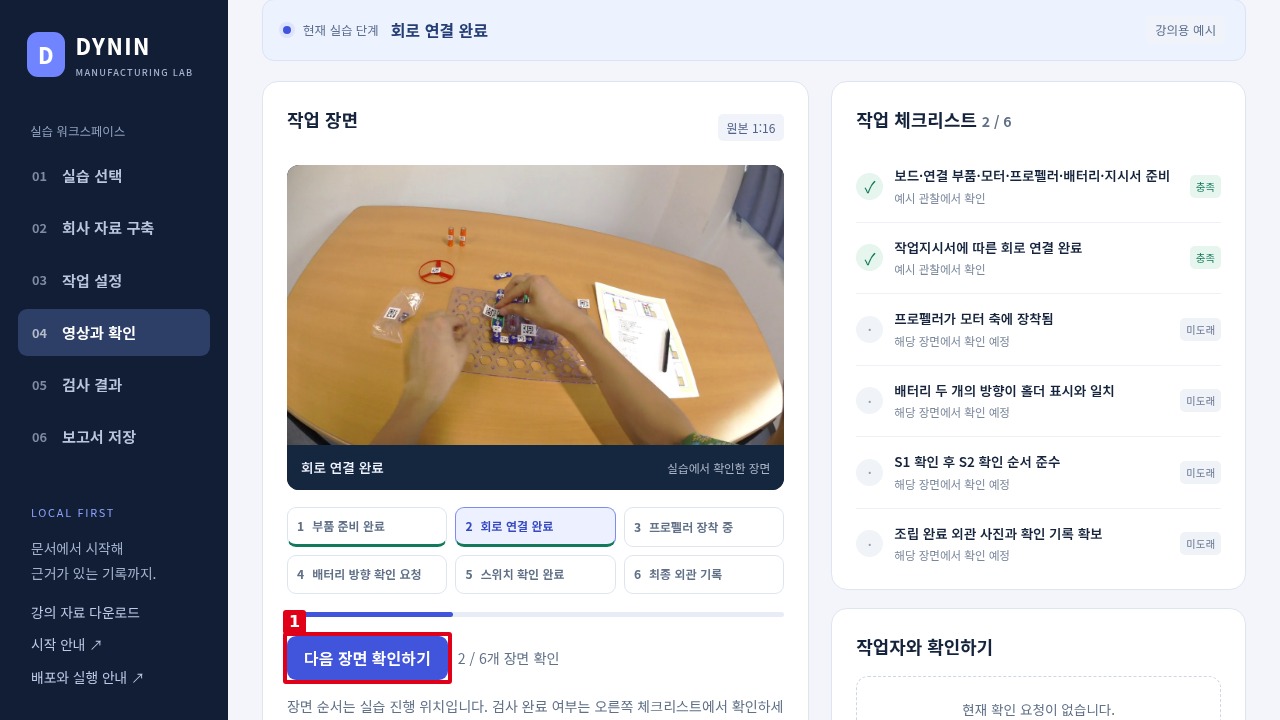 D
DYNIN
MANUFACTURING LAB
실습 워크스페이스
01 실습 선택
02 회사 자료 구축
03 작업 설정
04 영상과 확인
05 검사 결과
06 보고서 저장
LOCAL FIRST
문서에서 시작해
근거가 있는 기록까지.
강의 자료 다운로드
시작 안내 ↗
배포와 실행 안내 ↗
현재 실습 단계 회로 연결 완료
강의용 예시
작업 장면
원본 1:16
회로 연결 완료
실습에서 확인한 장면
1 부품 준비 완료
2 회로 연결 완료
3 프로펠러 장착 중
4 배터리 방향 확인 요청
5 스위치 확인 완료
6 최종 외관 기록
1
다음 장면 확인하기
2 / 6개 장면 확인
장면 순서는 실습 진행 위치입니다. 검사 완료 여부는 오른쪽 체크리스트에서 확인하세
작업 체크리스트 2 / 6
✓ 보드·연결 부품·모터·프로펠러·배터리·지시서 준비
예시 관찰에서 확인
충족
✓ 작업지시서에 따른 회로 연결 완료
예시 관찰에서 확인
충족
· 프로펠러가 모터 축에 장착됨
해당 장면에서 확인 예정
미도래
· 배터리 두 개의 방향이 홀더 표시와 일치
해당 장면에서 확인 예정
미도래
· S1 확인 후 S2 확인 순서 준수
해당 장면에서 확인 예정
미도래
· 조립 완료 외관 사진과 확인 기록 확보
해당 장면에서 확인 예정
미도래
작업자와 확인하기
현재 확인 요청이 없습니다.